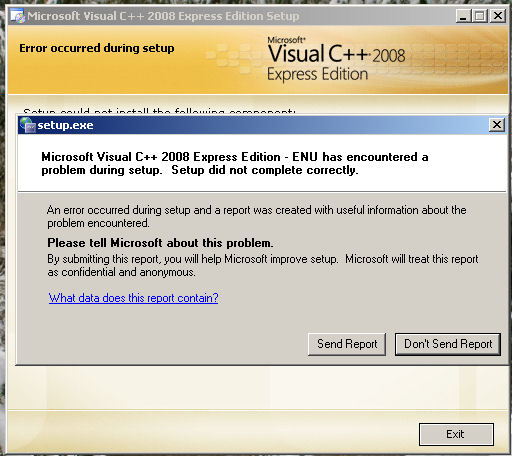 Microsoft Visual C++ 2008 Express Edition Setup
Error occurred during setup
Microsoft®
Visual C++ 2008
Express Edition
Setup could not install the following component:
setup.exe
Microsoft Visual C++ 2008 Express Edition - ENU has encountered a
problem during setup. Setup did not complete correctly.
An error occurred during setup and a report was created with useful information about the
problem encountered.
Please tell Microsoft about this problem.
By submitting this report, you will help Microsoft improve setup. Microsoft will treat this report
as confidential and anonymous.
What data does this report contain?
Send Report
Don't Send Report
Exit